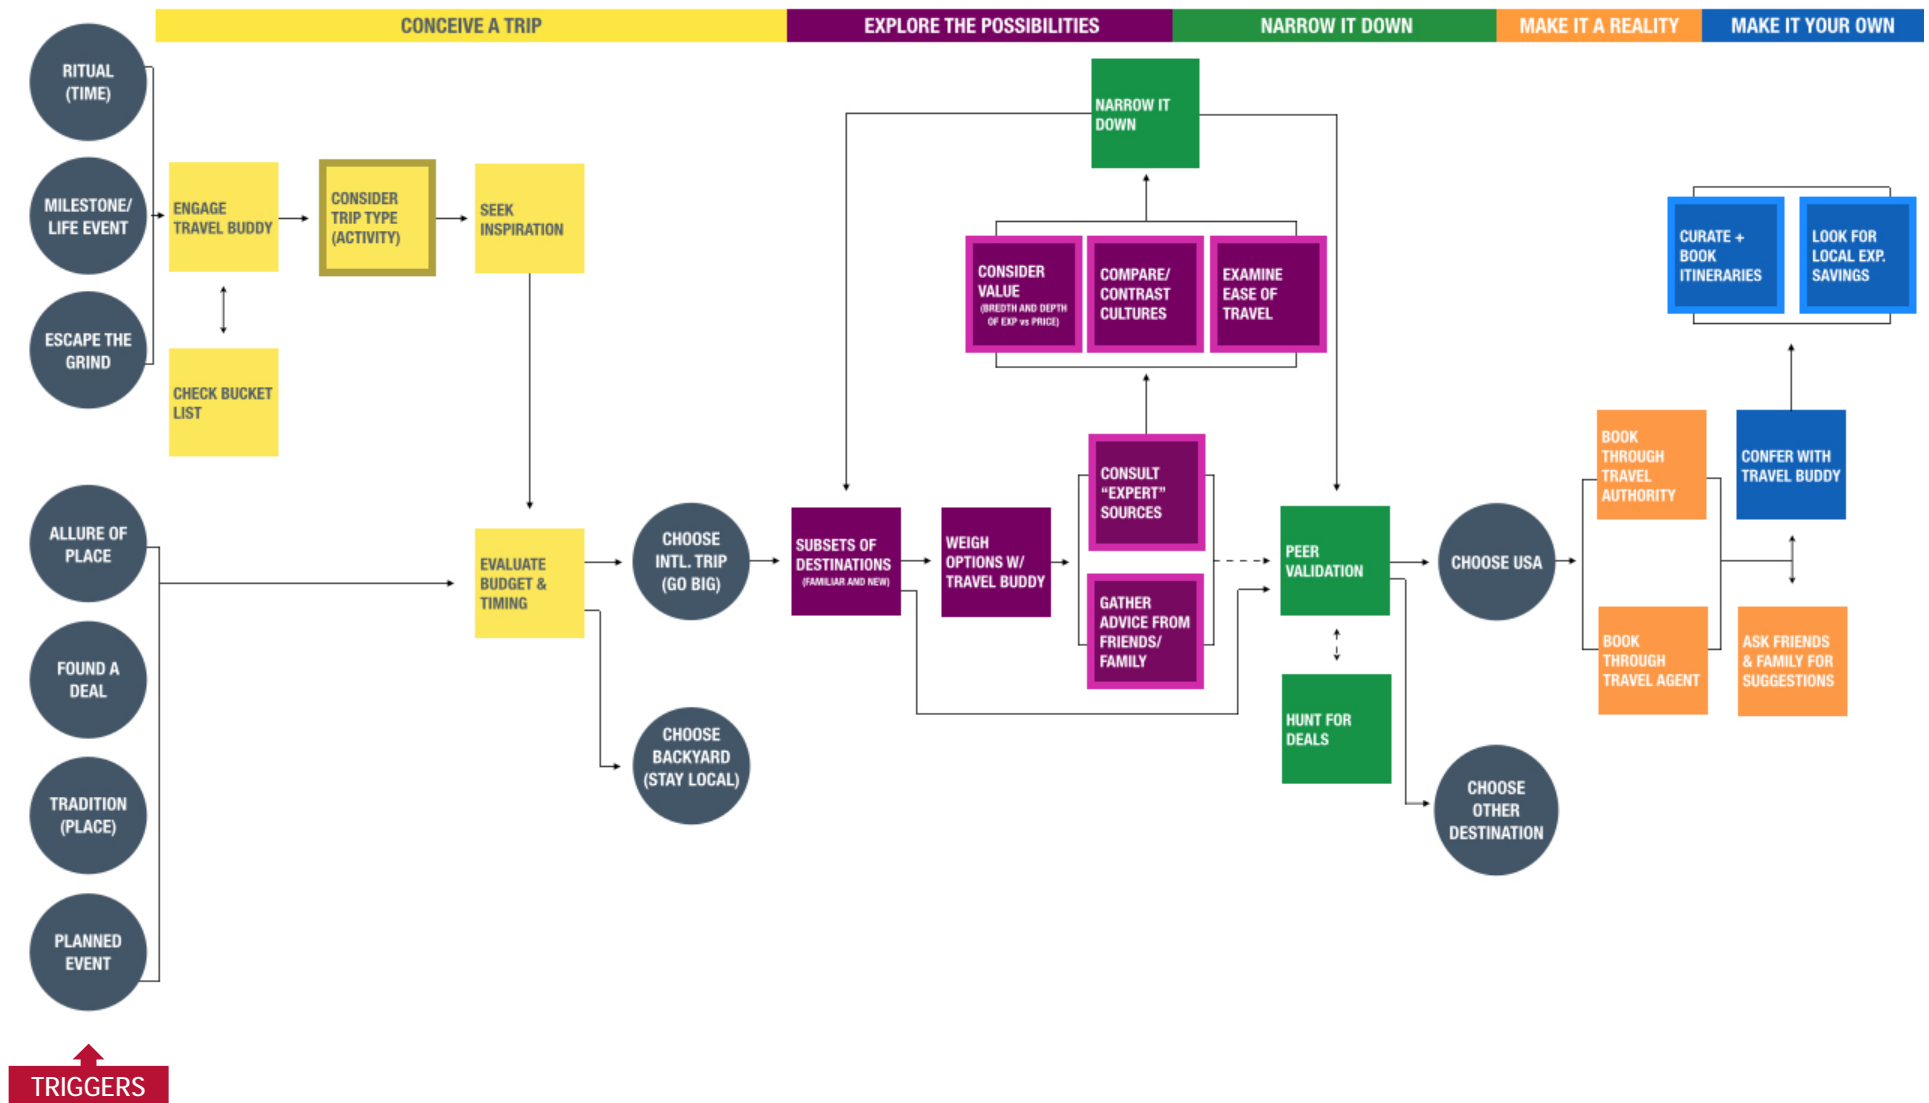 CONCEIVE A TRIP
EXPLORE THE POSSIBILITIES
NARROW IT DOWN
MAKE IT A REALITY
MAKE IT YOUR OWN
RITUAL
(TIME)
MILESTONE/
LIFE EVENT
ESCAPE THE
GRIND
ENGAGE
TRAVEL BUDDY
CHECK BUCKET
LIST
CONSIDER
TRIP TYPE
(ACTIVITY)
SEEK
INSPIRATION
ALLURE OF
PLACE
FOUND A
DEAL
TRADITION
(PLACE)
PLANNED
EVENT
TRIGGERS
EVALUATE
BUDGET &
TIMING
CHOOSE
INTL. TRIP
(GO BIG)
CHOOSE
BACKYARD
(STAY LOCAL)
SUBSETS OF
DESTINATIONS
(FAMILIAR AND NEW)
WEIGH
OPTIONS W/
TRAVEL BUDDY
CONSULT
“EXPERT”
SOURCES
GATHER
ADVICE FROM
FRIENDS/
FAMILY
CONSIDER
VALUE
(BREDTH AND DEPTH
OF EXP vs PRICE)
COMPARE/
CONTRAST
CULTURES
EXAMINE
EASE OF
TRAVEL
NARROW IT
DOWN
PEER
VALIDATION
HUNT FOR
DEALS
CHOOSE USA
CHOOSE
OTHER
DESTINATION
BOOK
THROUGH
TRAVEL
AUTHORITY
BOOK
THROUGH
TRAVEL AGENT
CONFER WITH
TRAVEL BUDDY
ASK FRIENDS
& FAMILY FOR
SUGGESTIONS
CURATE +
BOOK
ITINERARIES
LOOK FOR
LOCAL EXP.
SAVINGS